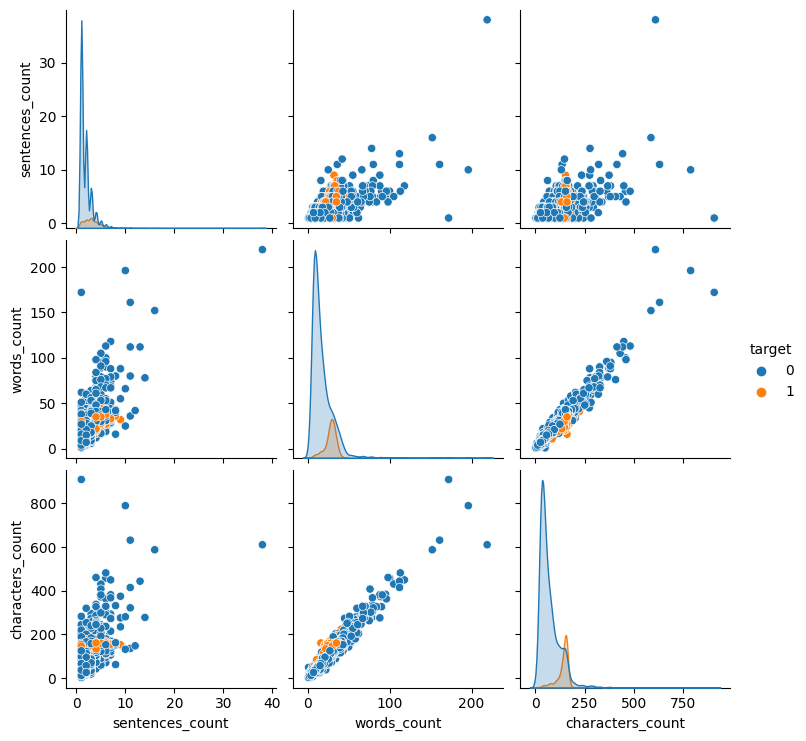 sentences_count
30
20
10
0
words_count
200
150
100
50
0
target
0
1
characters_count
800
600
400
200
0
0 10 20 30 40
0 100 200
0 250 500 750
sentences_count words_count characters_count